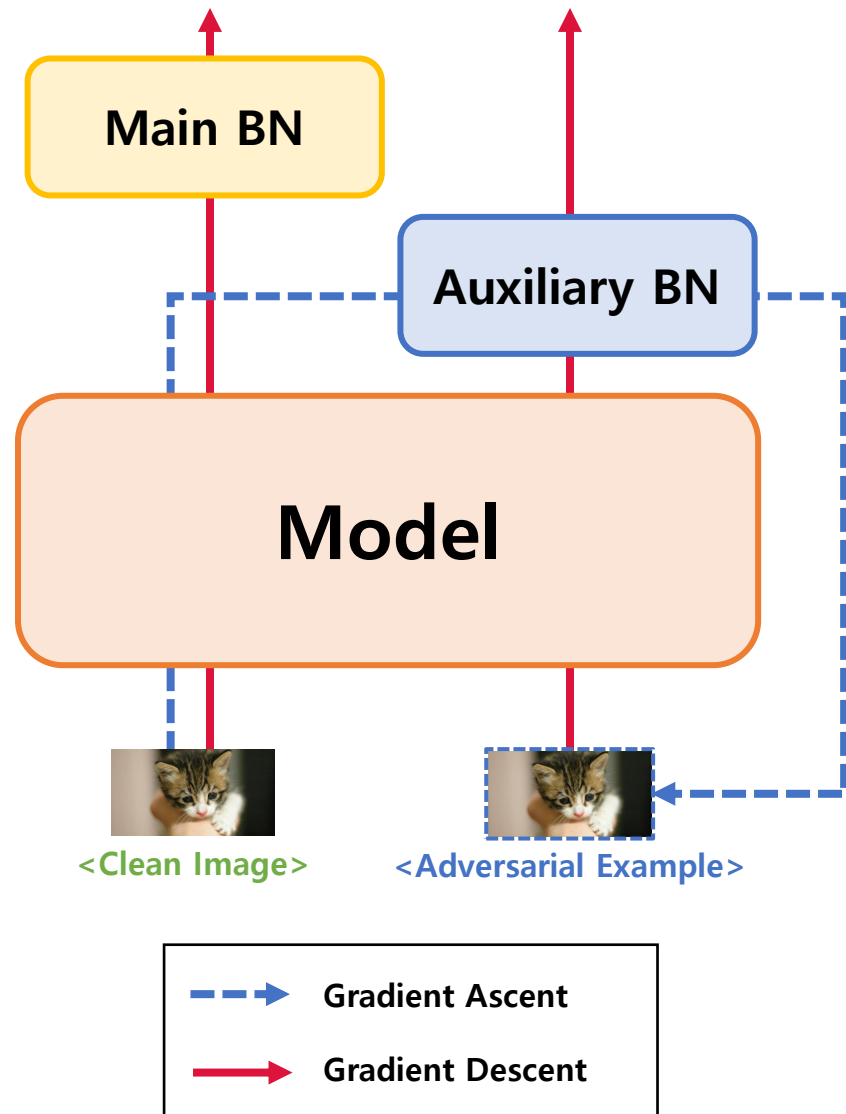 Main BN
Auxiliary BN
Model
<Clean Image>
<Adversarial Example>
Gradient Ascent
Gradient Descent